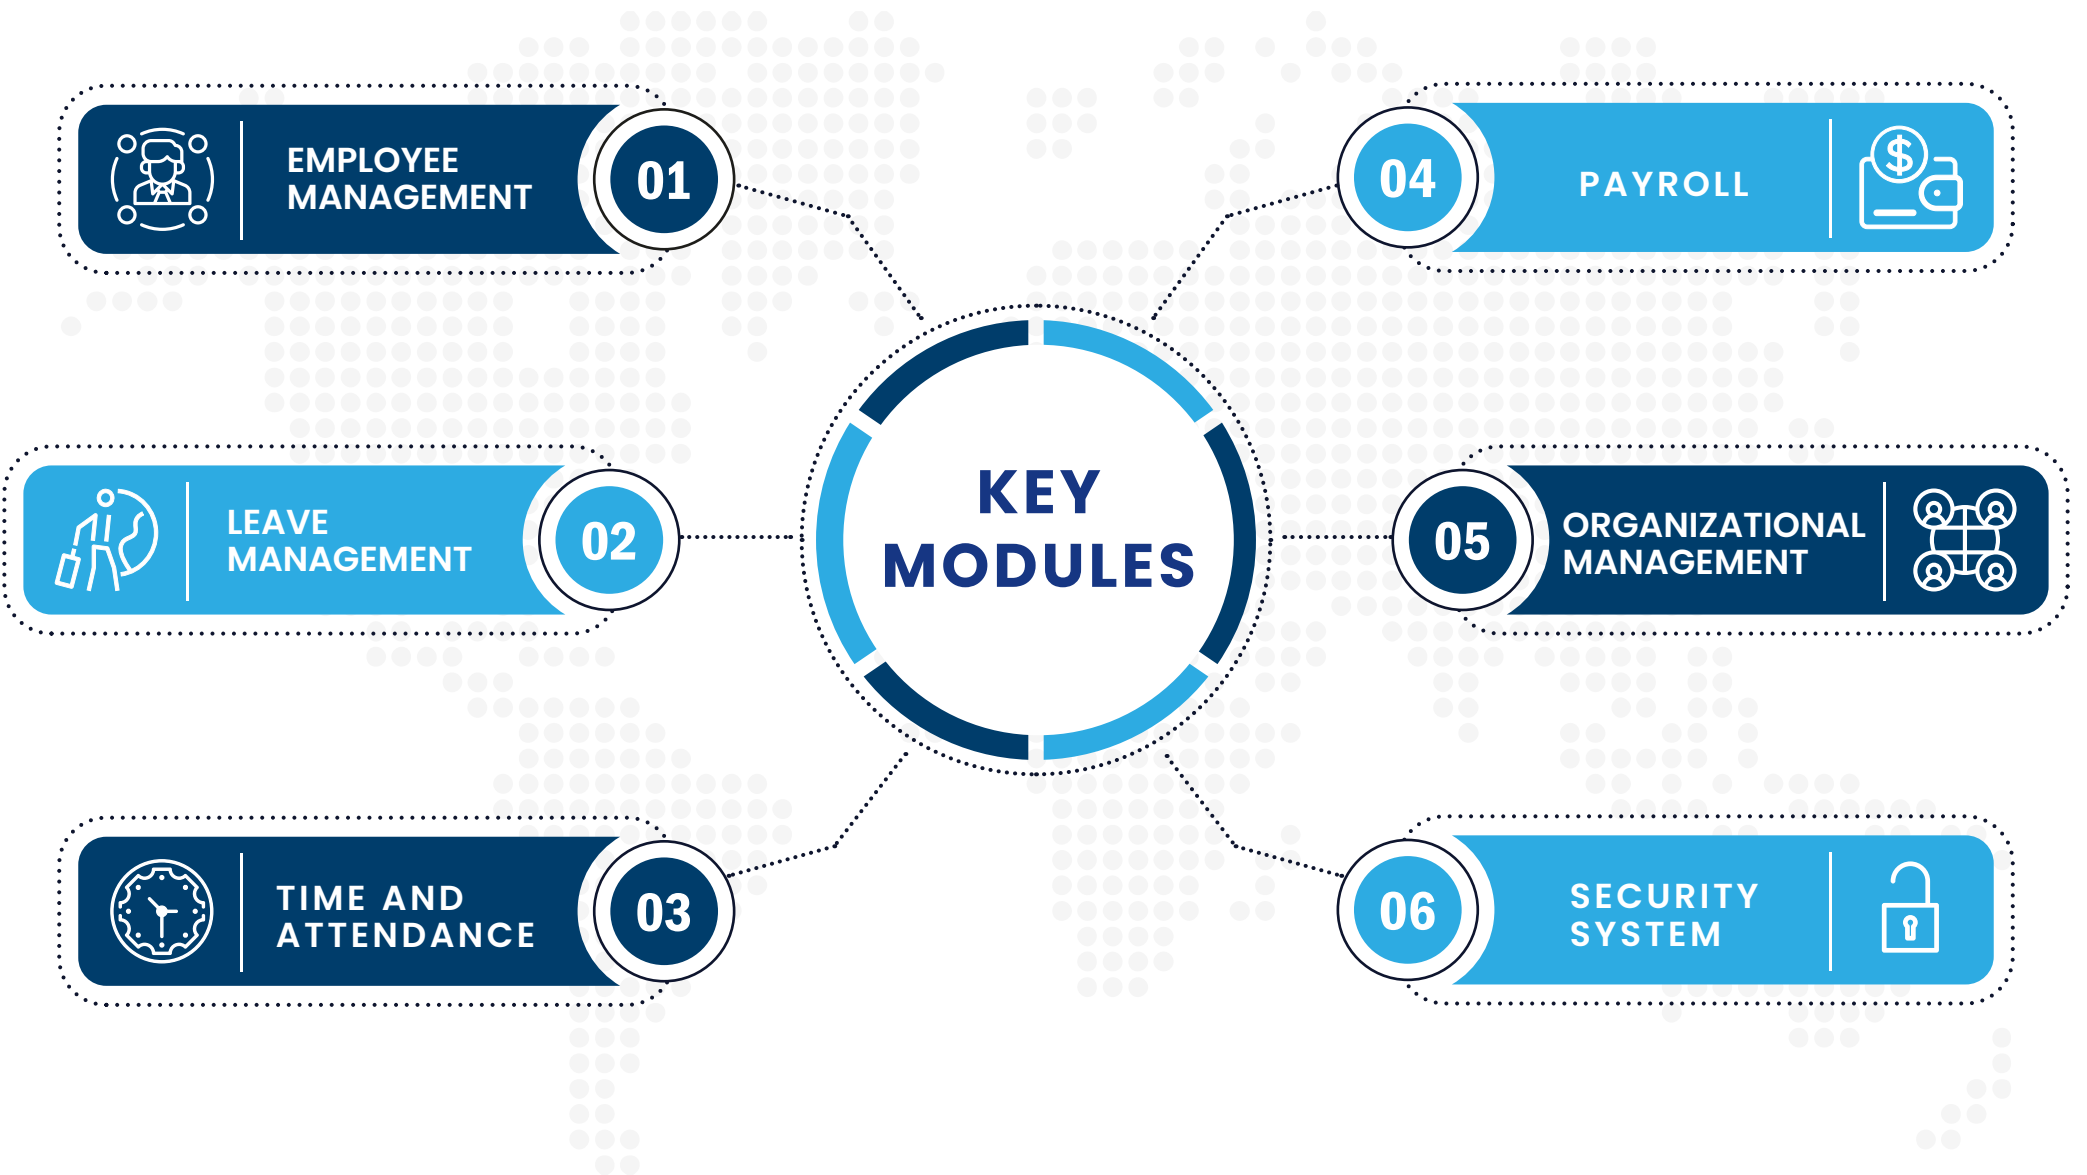 EMPLOYEE
MANAGEMENT
01
LEAVE
MANAGEMENT
02
TIME AND
ATTENDANCE
03
KEY
MODULES
04
PAYROLL
$
05
ORGANIZATIONAL
MANAGEMENT
06
SECURITY
SYSTEM